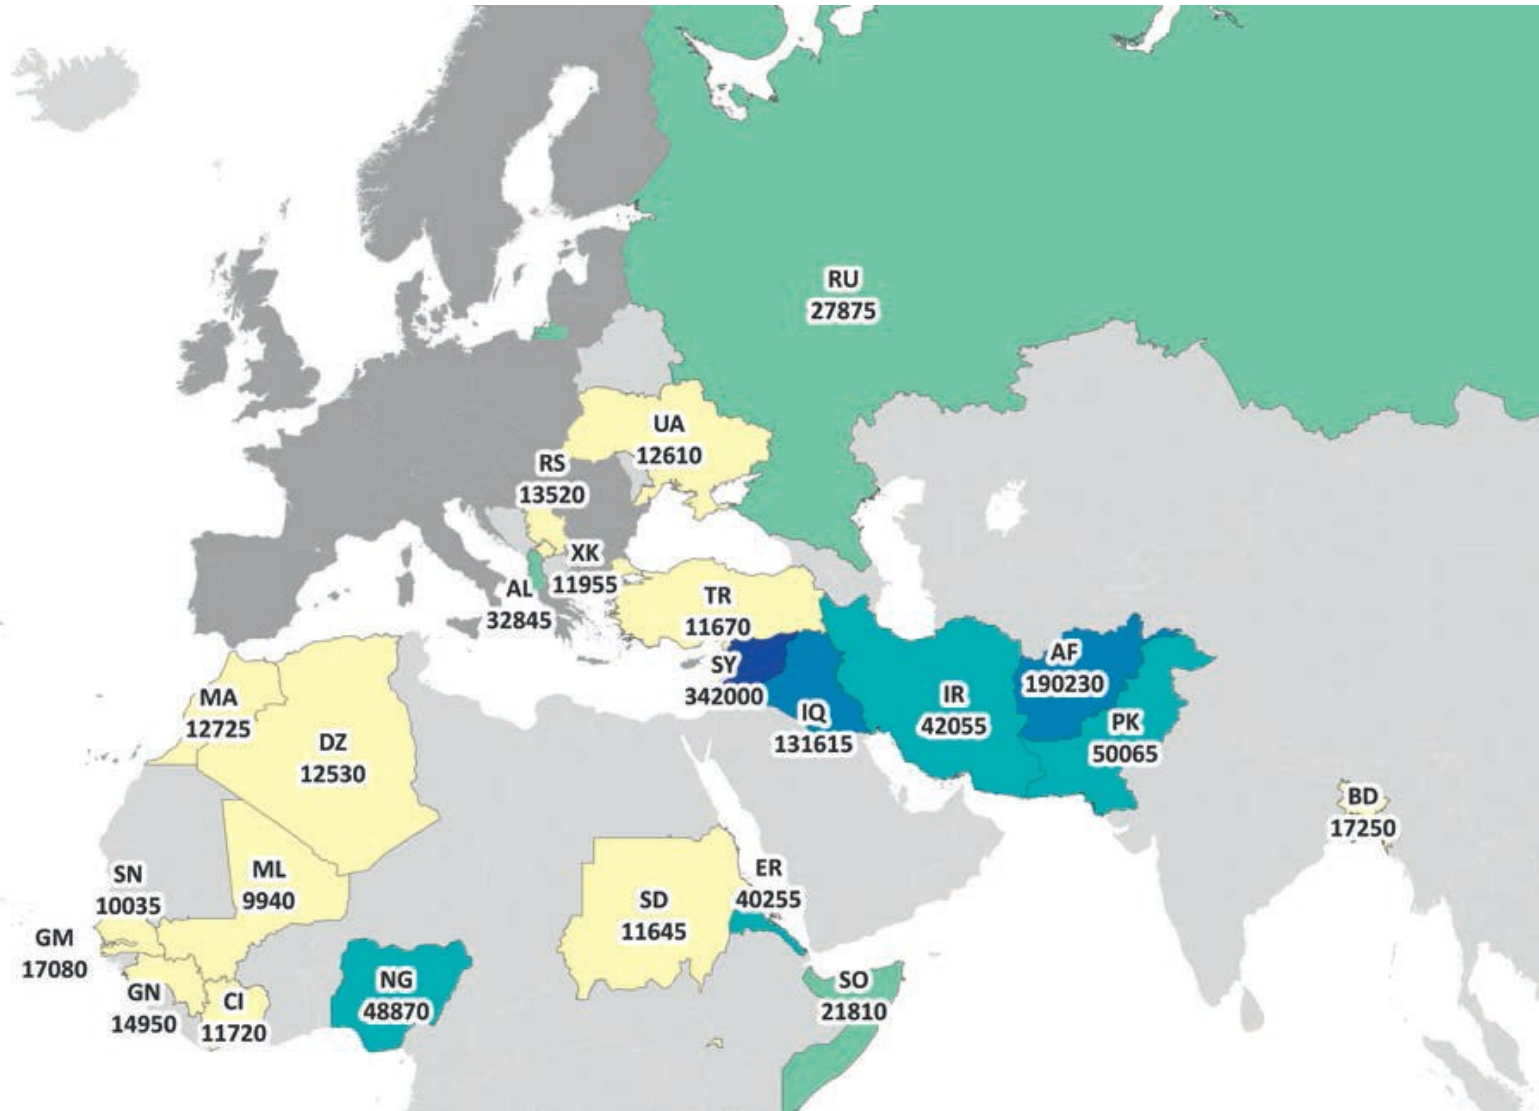 RU
27875
UA
12610
RS
13520
XK
11955
AL
32845
TR
11670
SY
342000
IQ
131615
IR
42055
AF
190230
PK
50065
MA
12725
DZ
12530
BD
17250
SN
10035
ML
9940
SD
11645
ER
40255
GM
17080
GN
14950
CI
11720
NG
48870
SO
21810